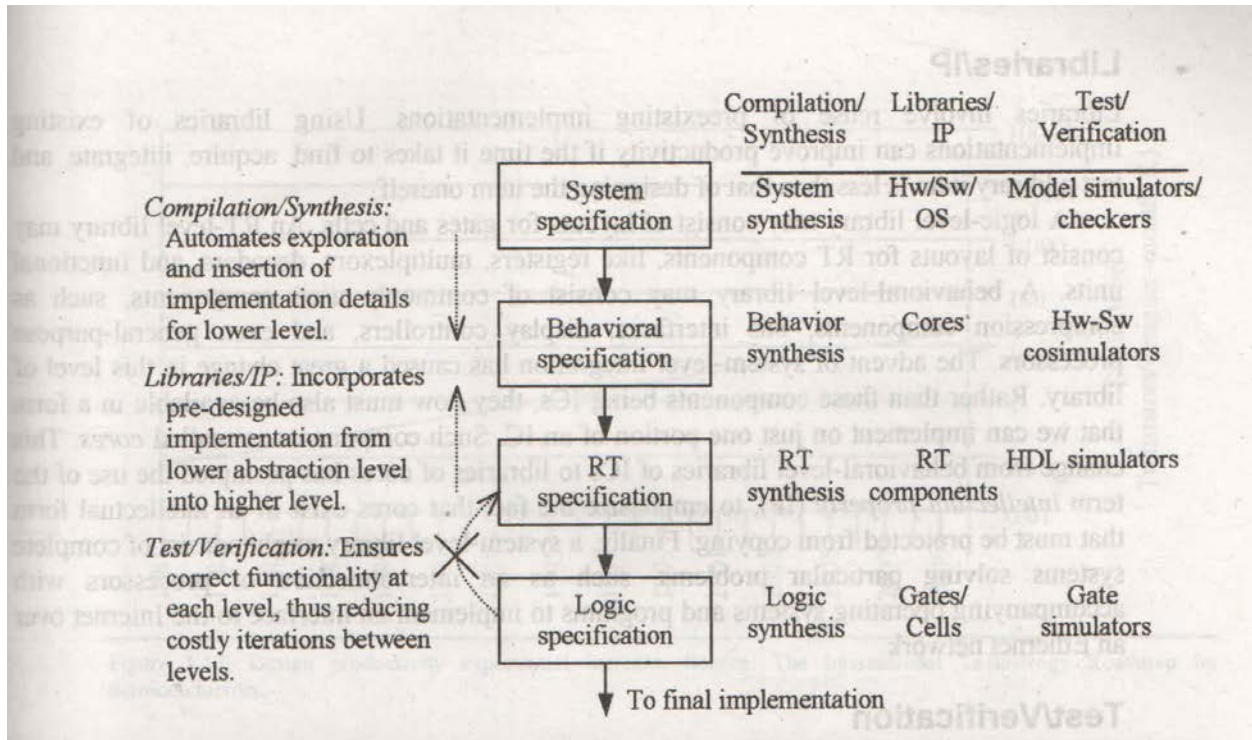 Compilation/
Synthesis
Libraries/
IP
Test/
Verification
Compilation/Synthesis:
Automates exploration
and insertion of
implementation details
for lower level.
Libraries/IP: Incorporates
pre-designed
implementation from
lower abstraction level
into higher level.
Test/Verification: Ensures
correct functionality at
each level, thus reducing
costly iterations between
levels.
System
specification
System
synthesis
Hw/Sw/
OS
Model simulators/
checkers
Behavioral
specification
Behavior
synthesis
Cores
Hw-Sw
cosimulators
RT
specification
RT
synthesis
RT
components
HDL simulators
Logic
specification
Logic
synthesis
Gates/
Cells
Gate
simulators
To final implementation